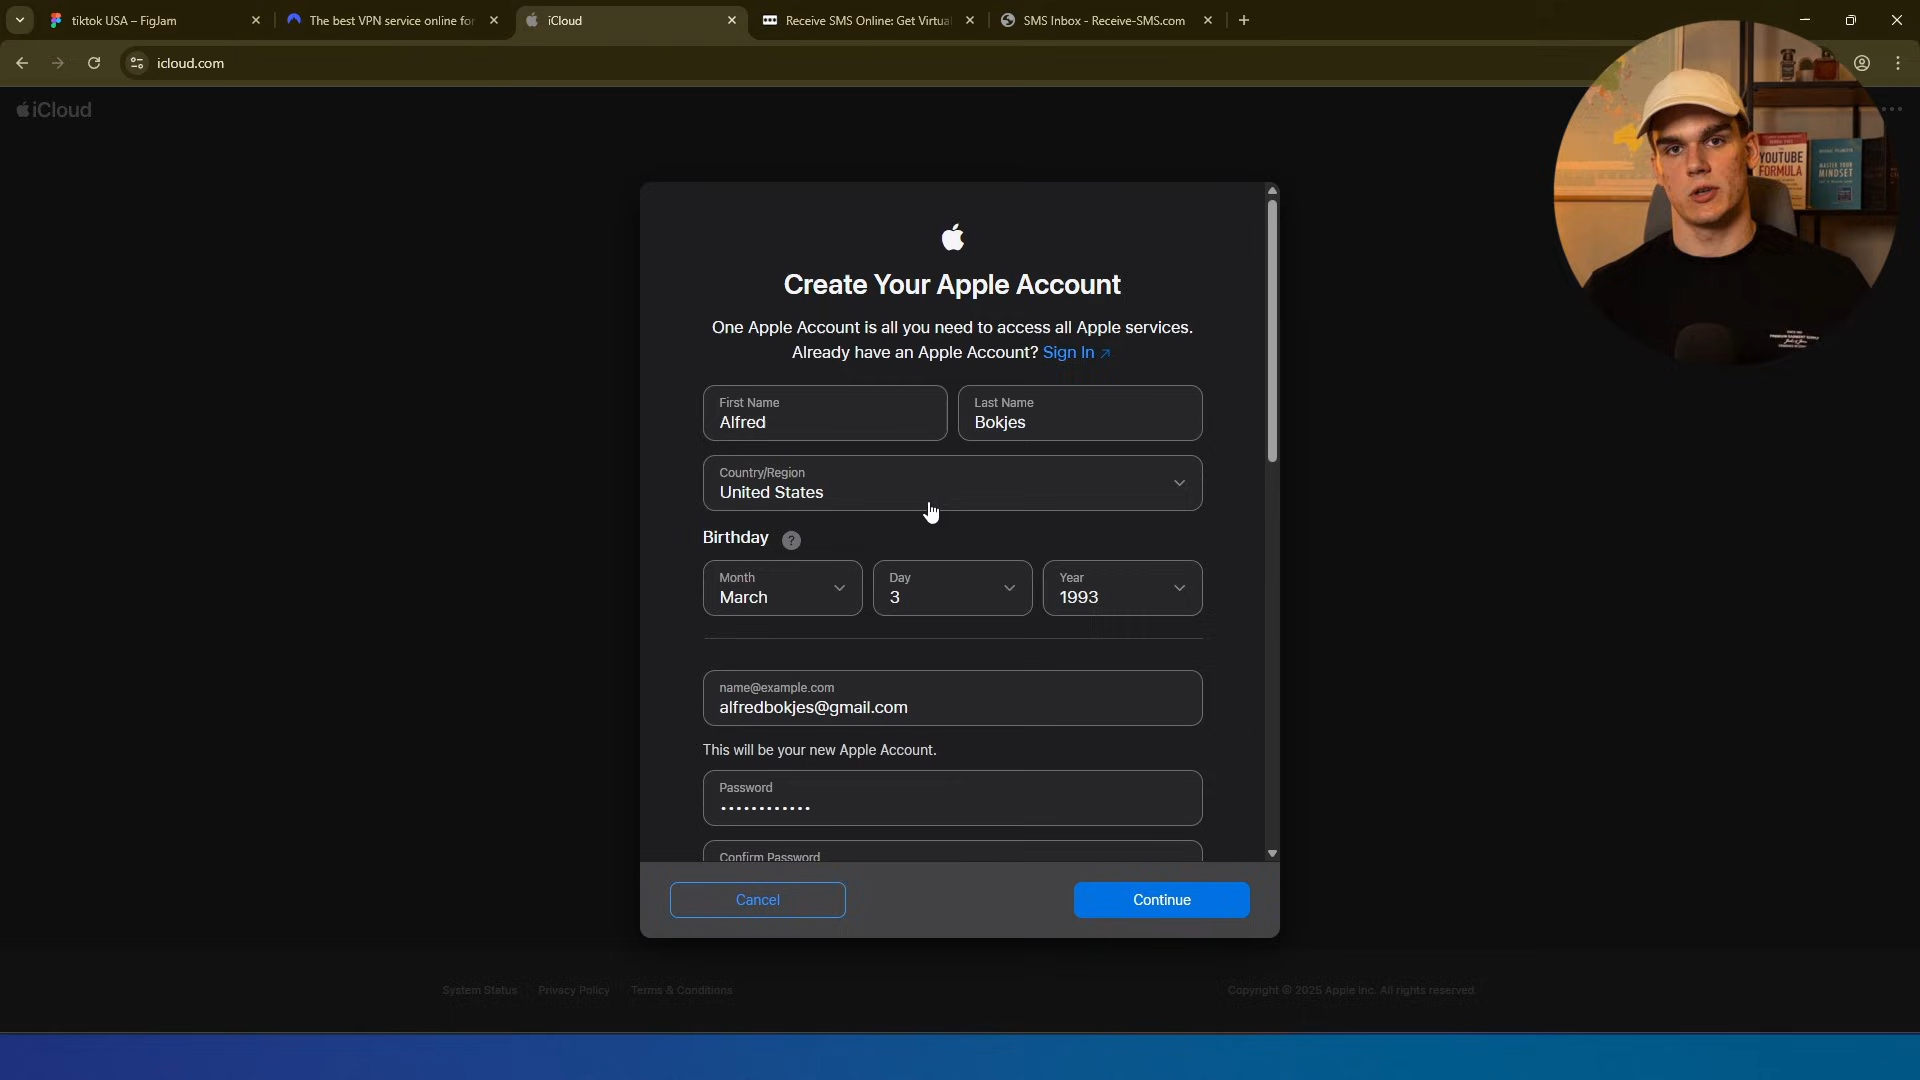 tiktok USA – FigJam
The best VPN service online for
iCloud
Receive SMS Online: Get Virtua
SMS Inbox - Receive-SMS.com
icloud.com
iCloud
YOUTUBE
FORMULA
MASTER YOUR
MINDSET
Create Your Apple Account
One Apple Account is all you need to access all Apple services.
Already have an Apple Account? Sign In ↗
First Name
Alfred
Last Name
Bokjes
Country/Region
United States
Birthday ?
Month
March
Day
3
Year
1993
name@example.com
alfredbokjes@gmail.com
This will be your new Apple Account.
Password
••••••••••••
Confirm Password
Cancel
Continue
System Status
Privacy Policy
Terms & Conditions
Copyright © 2025 Apple Inc. All rights reserved.